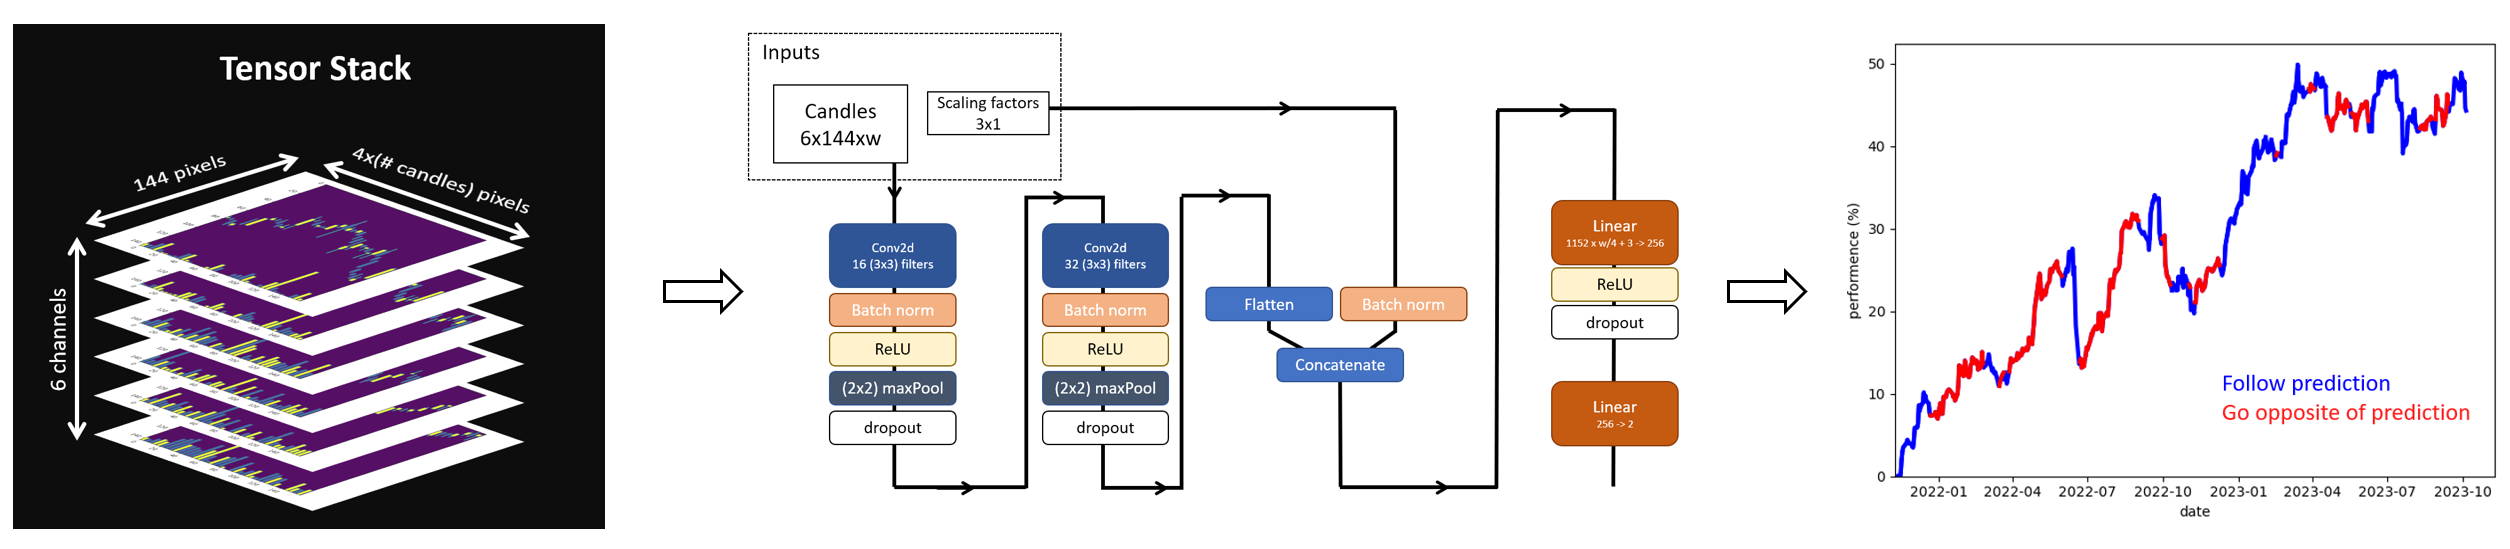 Tensor Stack
144 pixels
4x(# candles) pixels
6 channels
Inputs
Candles
6x144xw
Scaling factors
3x1
Conv2d
16 (3x3) filters
Batch norm
ReLU
(2x2) maxPool
dropout
Conv2d
32 (3x3) filters
Batch norm
ReLU
(2x2) maxPool
dropout
Flatten
Batch norm
Concatenate
Linear
1152 x w/4 + 3 -> 256
ReLU
dropout
Linear
256 -> 2
performence (%)
50
40
30
20
10
0
2022-01
2022-04
2022-07
2022-10
2023-01
2023-04
2023-07
2023-10
date
Follow prediction
Go opposite of prediction